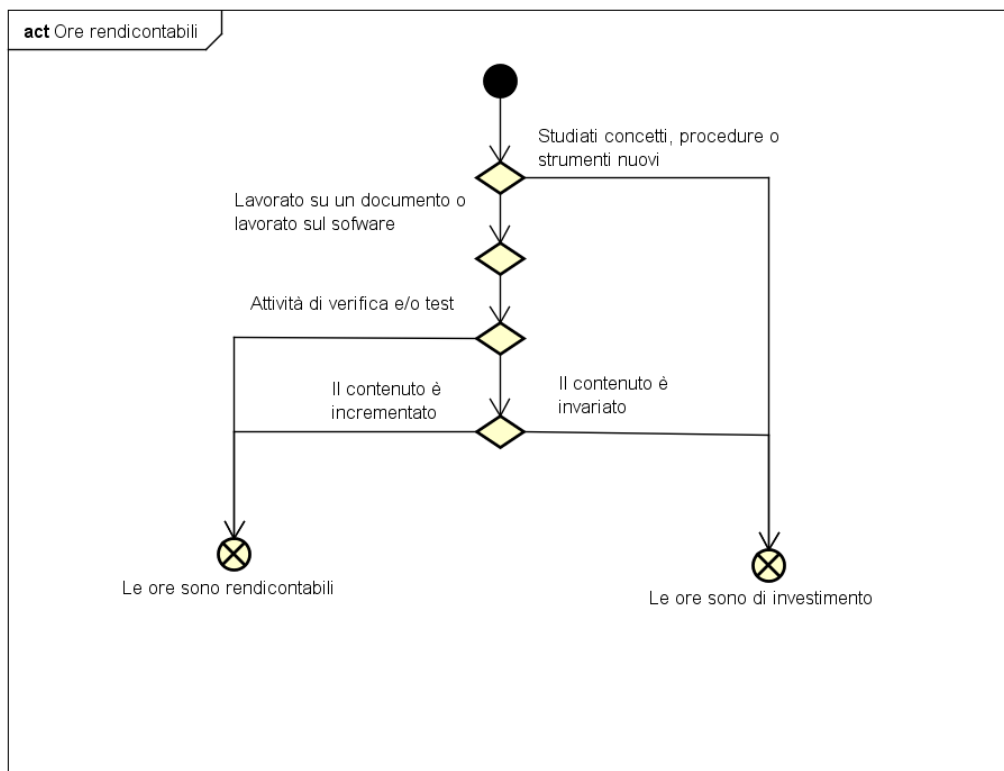 act Ore rendicontabili
Studiati concetti, procedure o
strumenti nuovi
Lavorato su un documento o
lavorato sul sofware
Attività di verifica e/o test
Il contenuto è
incrementato
Il contenuto è
invariato
Le ore sono rendicontabili
Le ore sono di investimento